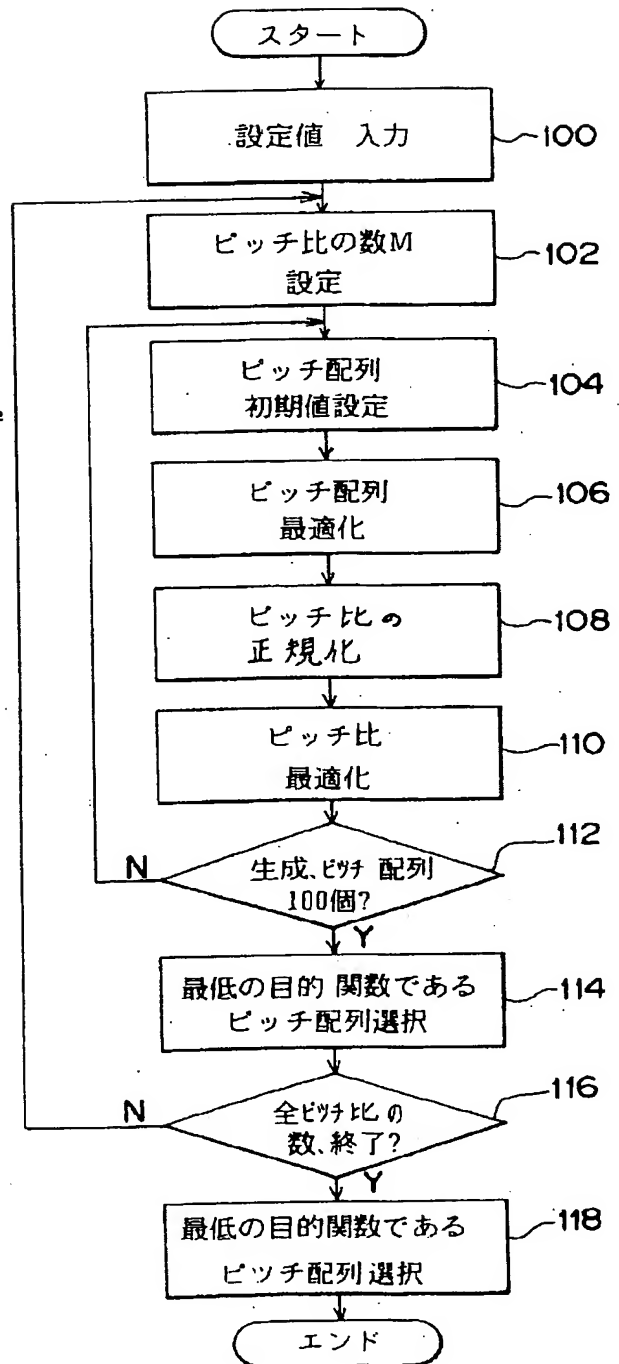 スタート
設定値 入力
100
ピッチ比の数M
設定
102
ピッチ配列
初期値設定
104
ピッチ配列
最適化
106
ピッチ比の
正規化
108
ピッチ比
最適化
110
生成、ピッチ 配列
100個?
112
N
Y
最低の目的 関数である
ピッチ配列選択
114
全ピッチ比の
数、終了?
116
N
Y
最低の目的関数である
ピッチ配列 選択
118
エンド